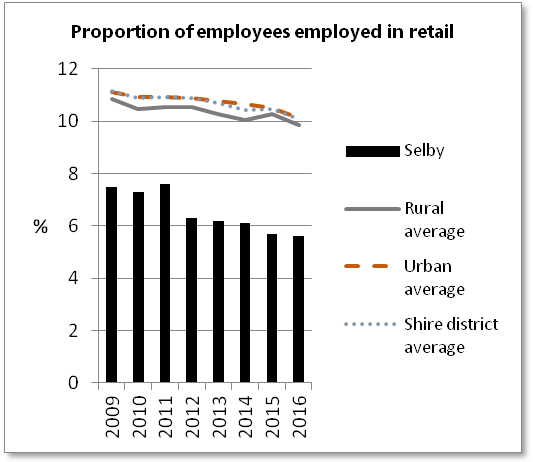 Proportion of employees employed in retail
12
10
8
6
4
2
0
%
2009
2010
2011
2012
2013
2014
2015
2016
Selby
Rural
average
Urban
average
Shire district
average